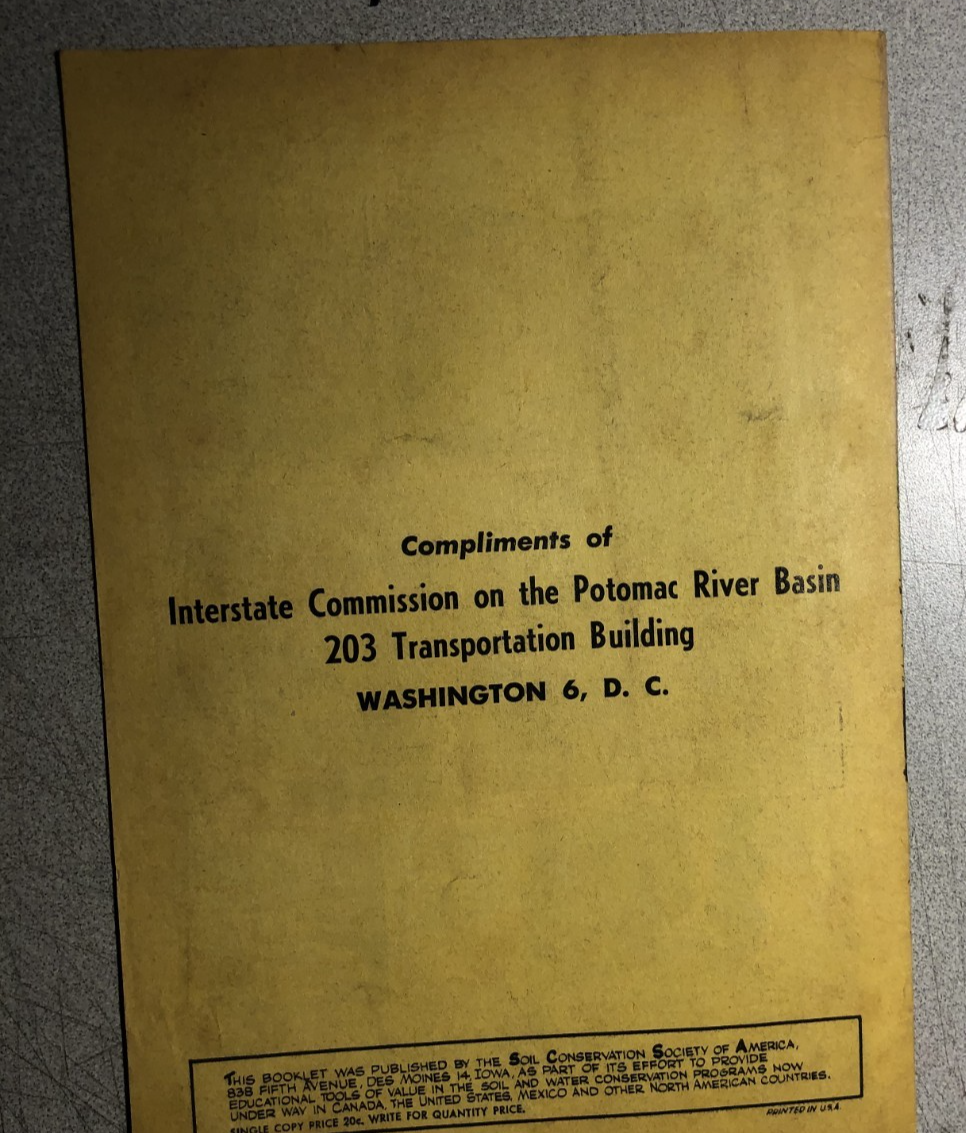 Compliments of
Interstate Commission on the Potomac River Basin
203 Transportation Building
WASHINGTON 6, D. C.
THIS BOOKLET WAS PUBLISHED BY THE SOIL CONSERVATION SOCIETY OF AMERICA,
838 FIFTH AVENUE, DES MOINES 14, IOWA, AS PART OF ITS EFFORT TO PROVIDE
EDUCATIONAL TOOLS OF VALUE IN THE SOIL AND WATER CONSERVATION PROGRAMS NOW
UNDER WAY IN CANADA, THE UNITED STATES, MEXICO AND OTHER NORTH AMERICAN COUNTRIES.
SINGLE COPY PRICE 20c. WRITE FOR QUANTITY PRICE.
PRINTED IN U.S.A.